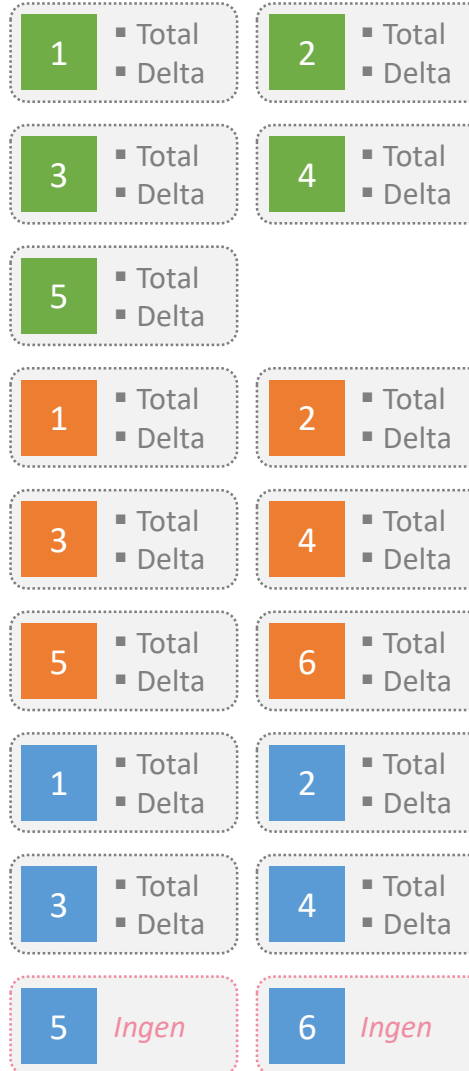 1
▪ Total
▪ Delta
2
▪ Total
▪ Delta
3
▪ Total
▪ Delta
4
▪ Total
▪ Delta
5
▪ Total
▪ Delta
1
▪ Total
▪ Delta
2
▪ Total
▪ Delta
3
▪ Total
▪ Delta
4
▪ Total
▪ Delta
5
▪ Total
▪ Delta
6
▪ Total
▪ Delta
1
▪ Total
▪ Delta
2
▪ Total
▪ Delta
3
▪ Total
▪ Delta
4
▪ Total
▪ Delta
5
Ingen
6
Ingen